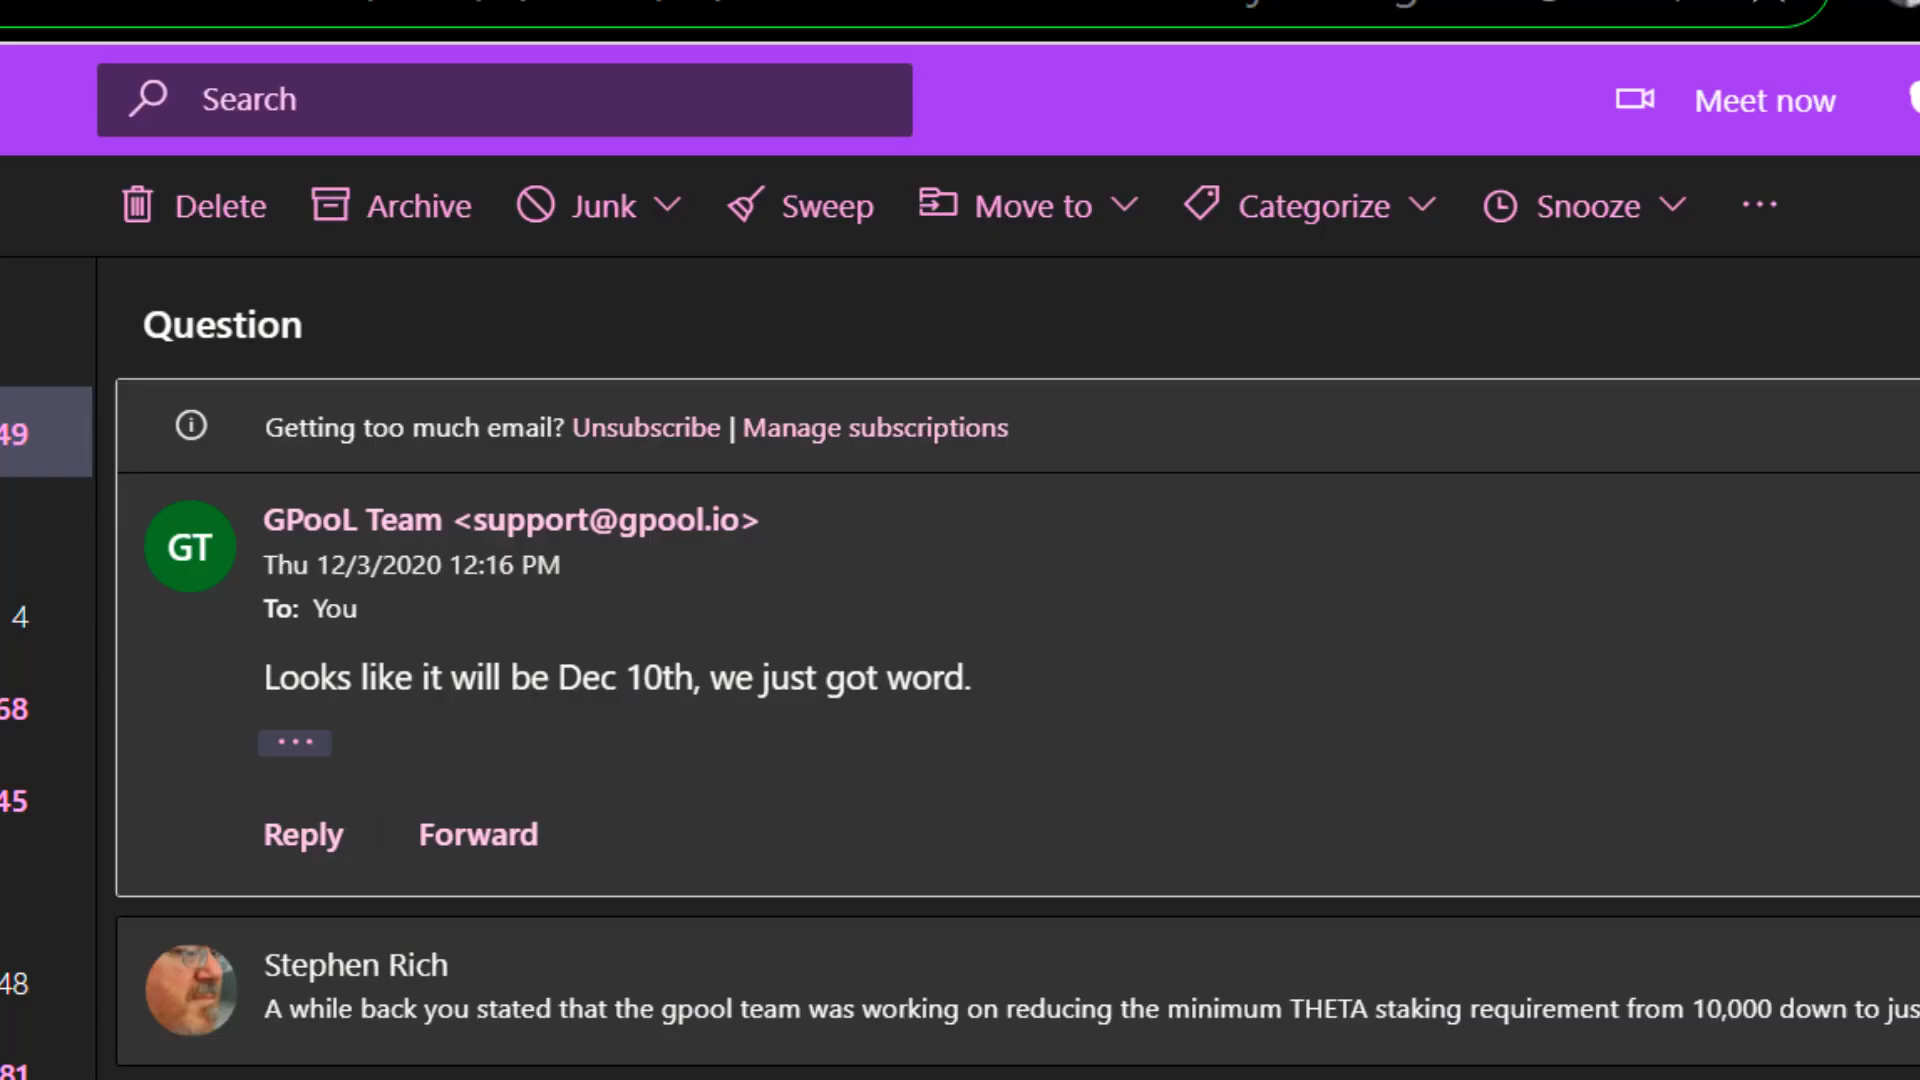 Search
Meet now
Delete Archive Junk Sweep Move to Categorize Snooze ...
Question
49
Getting too much email? Unsubscribe | Manage subscriptions
GT
GPooL Team <support@gpool.io>
Thu 12/3/2020 12:16 PM
To: You
4
Looks like it will be Dec 10th, we just got word.
68
...
45
Reply Forward
Stephen Rich
48
A while back you stated that the gpool team was working on reducing the minimum THETA staking requirement from 10,000 down to jus
81